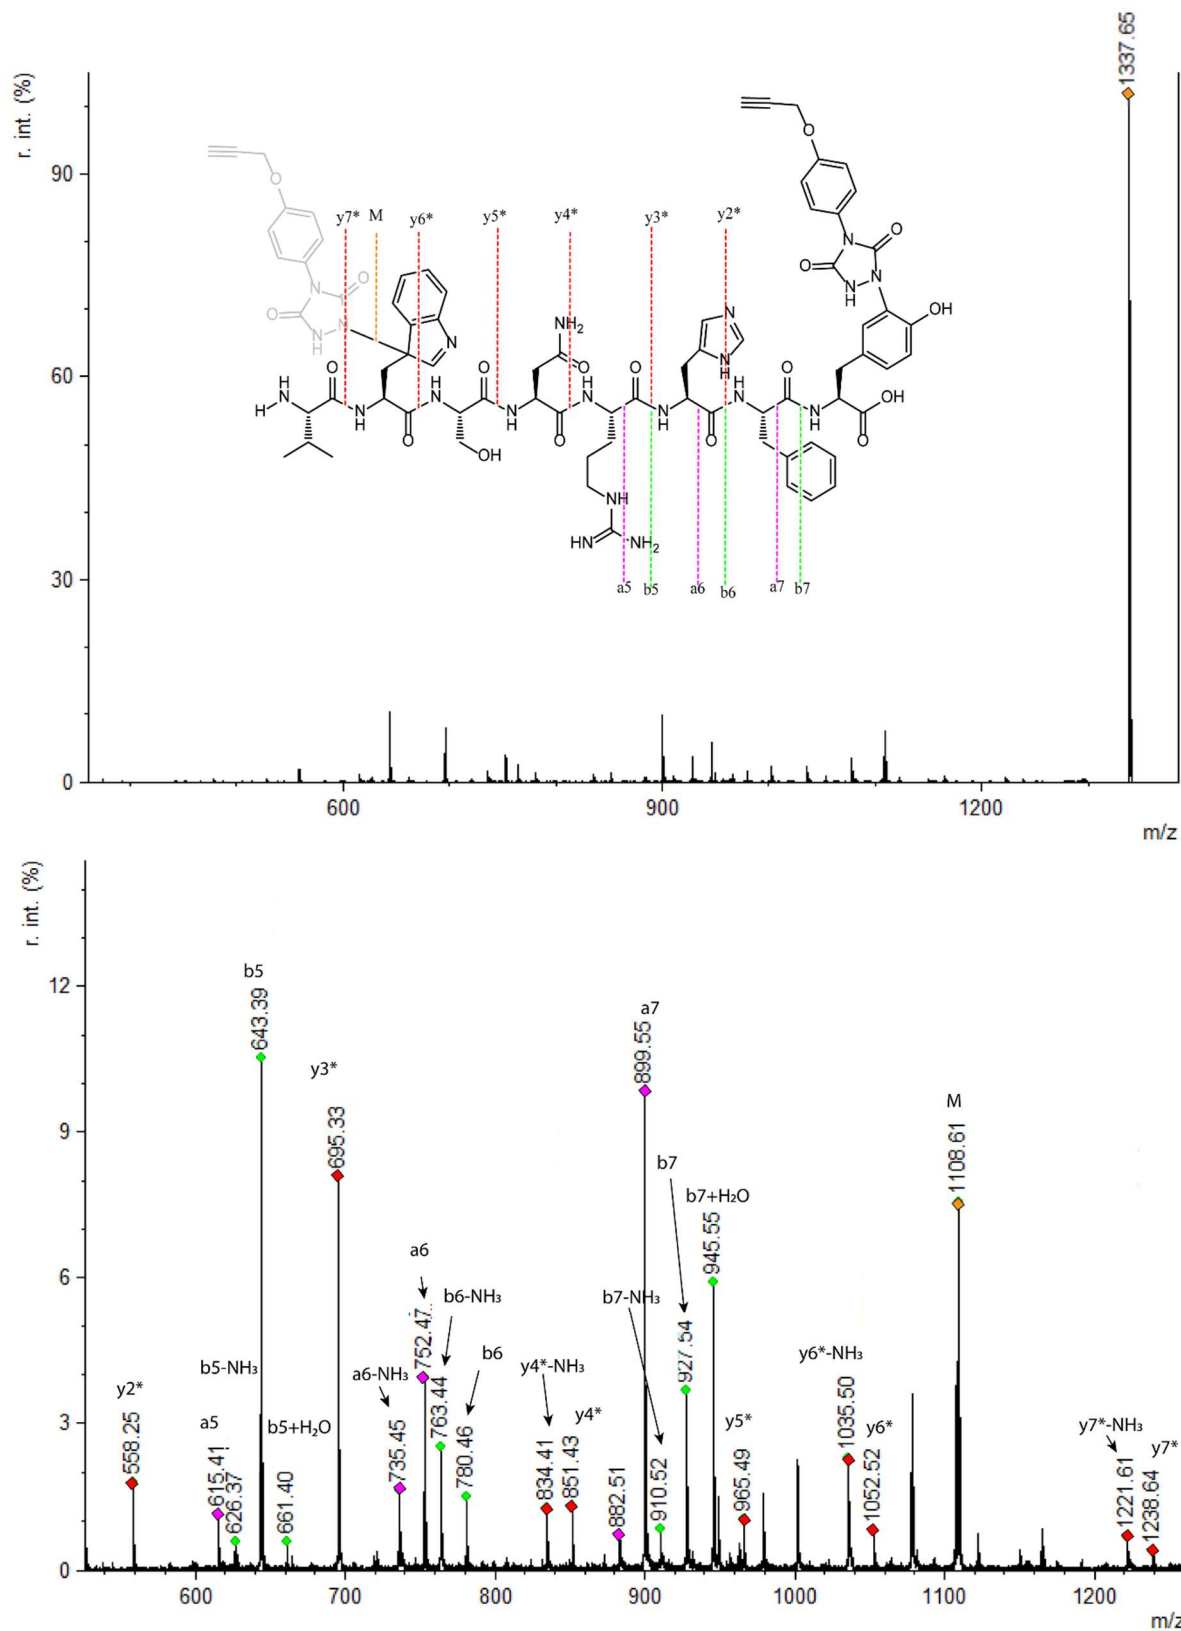 1337.65
r. int. (%)
90
60
30
0
600
900
1200
m/z
y7*
M
y6*
y5*
y4*
y3*
y2*
O
N
O
O
N
N
H
O
N
O
O
N
N
NH
OH
N
NH₂
O
N
N
H
H
N
H
O
N
H
O
H
N
O
N
H
O
H
N
O
N
H
O
H
N
O
N
H
OH
O
OH
NH
HN
NH₂
a5
b5
a6
b6
a7
b7
r. int. (%)
12
9
6
3
0
600
700
800
900
1000
1100
1200
m/z
y2*
558.25
a5
615.41
b5-NH₃
626.37
b5
643.39
b5+H₂O
661.40
y3*
695.33
a6-NH₃
735.45
a6
752.47
b6-NH₃
763.44
b6
780.46
y4*-NH₃
834.41
y4*
851.43
882.51
a7
899.55
b7-NH₃
910.52
b7
927.54
b7+H₂O
945.55
y5*
965.49
y6*-NH₃
1035.50
y6*
1052.52
M
1108.61
y7*-NH₃
1221.61
y7*
1238.64